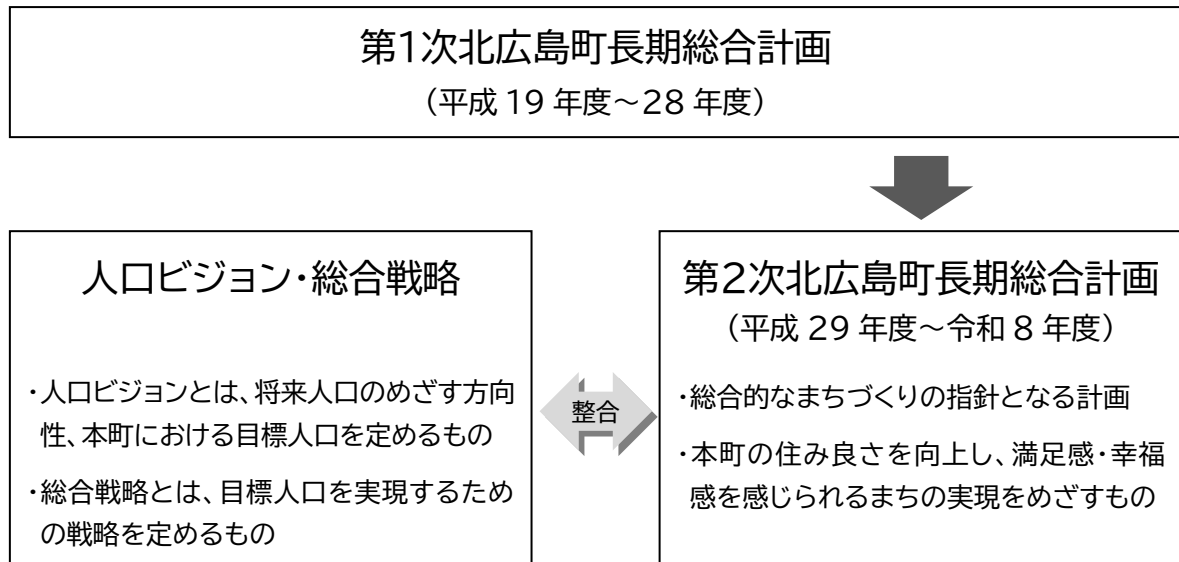 第1次北広島町長期総合計画
（平成 19 年度～28 年度）
人口ビジョン・総合戦略
・人口ビジョンとは、将来人口のめざす方向
性、本町における目標人口を定めるもの
・総合戦略とは、目標人口を実現するため
の戦略を定めるもの
整合
第2次北広島町長期総合計画
（平成 29 年度～令和 8 年度）
・総合的なまちづくりの指針となる計画
・本町の住み良さを向上し、満足感・幸福
感を感じられるまちの実現をめざすもの